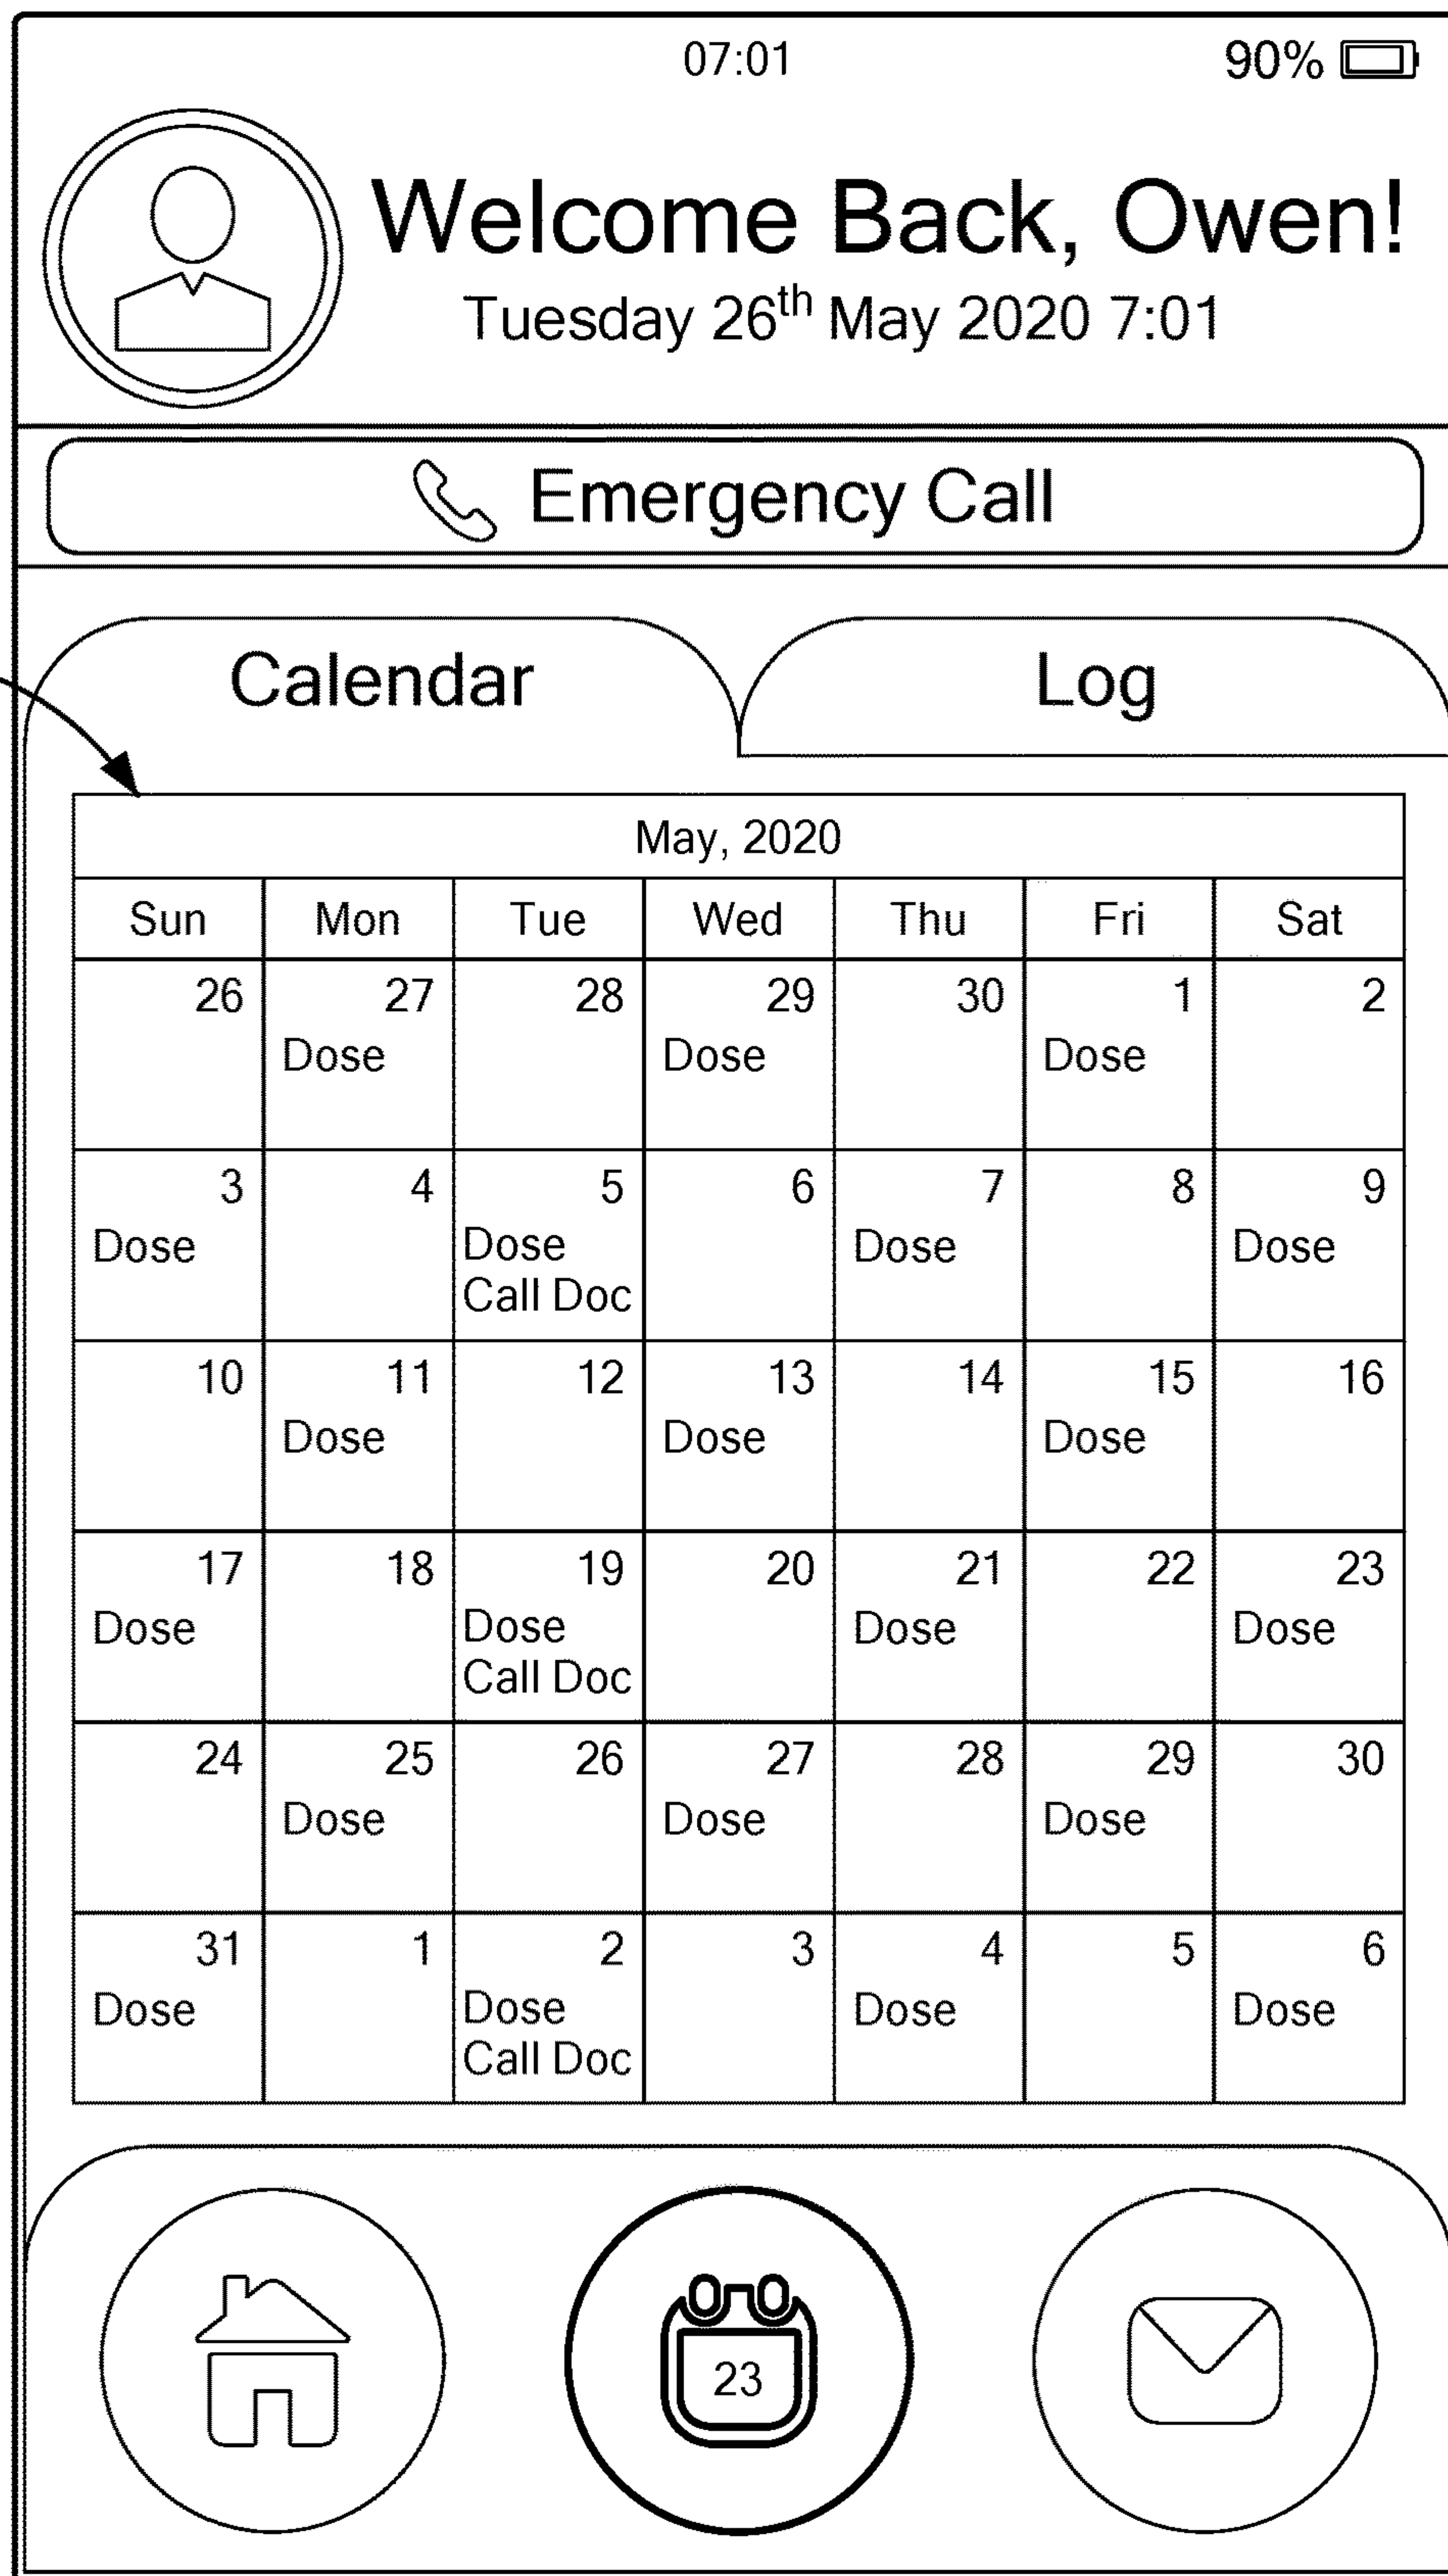 07:01 90%
Welcome Back, Owen!
Tuesday 26th May 2020 7:01
Emergency Call
Calendar Log
May, 2020
Sun Mon Tue Wed Thu Fri Sat
26 27 28 29 30 1 2
Dose Dose Dose
3 4 5 6 7 8 9
Dose Dose Dose Dose
Call Doc
10 11 12 13 14 15 16
Dose Dose Dose
17 18 19 20 21 22 23
Dose Dose Dose Dose
Call Doc
24 25 26 27 28 29 30
Dose Dose Dose
31 1 2 3 4 5 6
Dose Dose Dose Dose
Call Doc
23